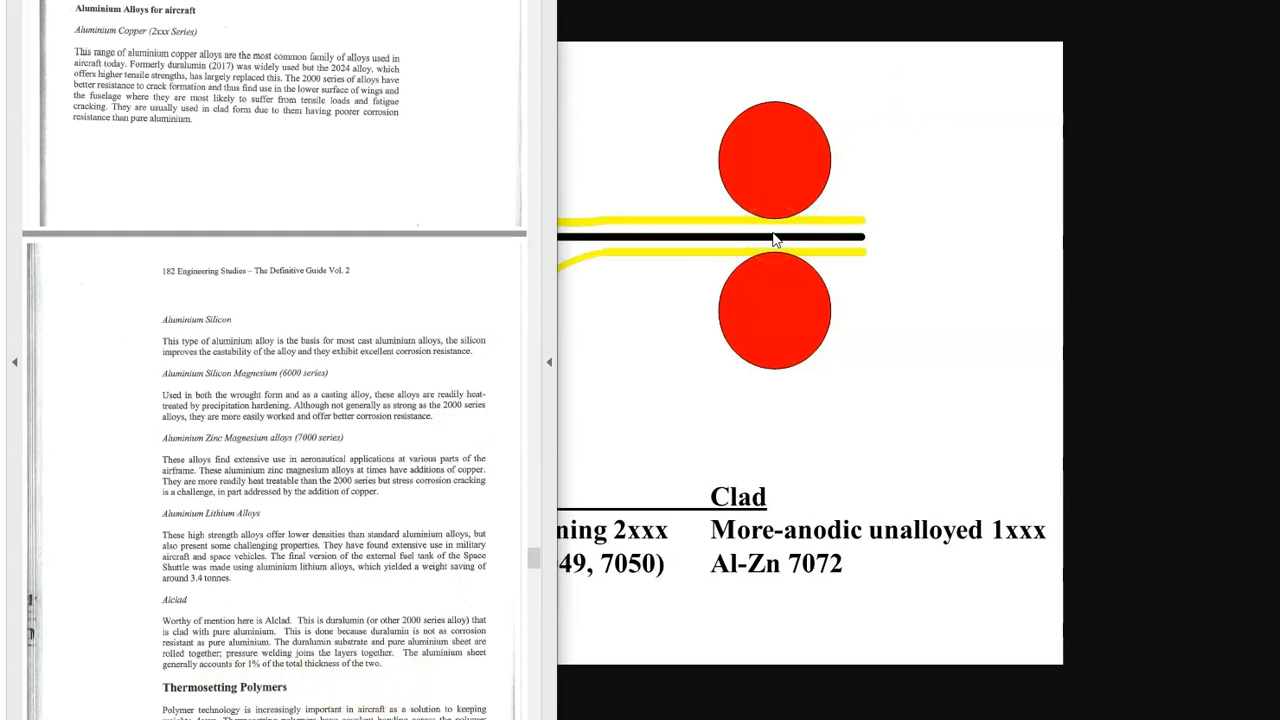 Aluminium Alloys for aircraft
Aluminium Copper (2xxx Series)
This range of aluminium copper alloys are the most common family of alloys used in
aircraft today. Formerly duralumin (2017) was widely used but the 2024 alloy, which
offers higher tensile strengths, has largely replaced this. The 2000 series of alloys have
better resistance to crack formation and thus find use in the lower surface of wings and
the fuselage where they are most likely to suffer from tensile loads and fatigue
cracking. They are usually used in clad form due to them having poorer corrosion
resistance than pure aluminium.
182 Engineering Studies – The Definitive Guide Vol. 2
Aluminium Silicon
This type of aluminium alloy is the basis for most cast aluminium alloys, the silicon
improves the castability of the alloy and they exhibit excellent corrosion resistance.
Aluminium Silicon Magnesium (6000 series)
Used in both the wrought form and as a casting alloy, these alloys are readily heat-
treated by precipitation hardening. Although not generally as strong as the 2000 series
alloys, they are more easily worked and offer better corrosion resistance.
Aluminium Zinc Magnesium alloys (7000 series)
These alloys find extensive use in aeronautical applications at various parts of the
airframe. These aluminium zinc magnesium alloys at times have additions of copper.
They are more readily heat treatable than the 2000 series but stress corrosion cracking
is a challenge, in part addressed by the addition of copper.
Aluminium Lithium Alloys
These high strength alloys offer lower densities than standard aluminium alloys, but
also present some challenging properties. They have found extensive use in military
aircraft and space vehicles. The final version of the external fuel tank of the Space
Shuttle was made using aluminium lithium alloys, which yielded a weight saving of
around 3.4 tonnes.
Alclad
Worthy of mention here is Alclad. This is duralumin (or other 2000 series alloy) that
is clad with pure aluminium. This is done because duralumin is not as corrosion
resistant as pure aluminium. The duralumin substrate and pure aluminium sheet are
rolled together; pressure welding joins the layers together. The aluminium sheet
generally accounts for 1% of the total thickness of the two.
Thermosetting Polymers
Polymer technology is increasingly important in aircraft as a solution to keeping
Clad
ning 2xxx More-anodic unalloyed 1xxx
49, 7050) Al-Zn 7072